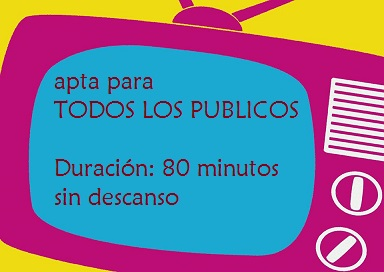 apta para
TODOS LOS PUBLICOS
Duración: 80 minutos
sin descanso